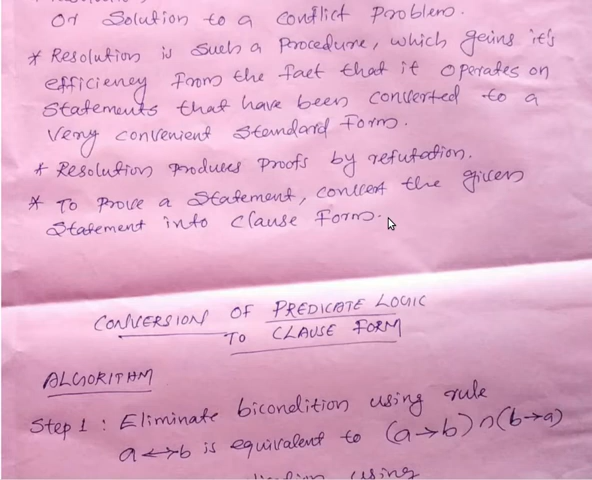 Or Solution to a conflict Problem.
* Resolution is such a Procedure, which geins it's
efficiency from the fact that it operates on
Statements that have been converted to a
very convenient standard Form.
* Resolution produces proofs by refutation.
* To Prove a Statement, convert the given
Statement into clause Form.
CONVERSION OF PREDICATE LOGIC
TO CLAUSE FORM
ALGORITHM
Step 1 : Eliminate bicondition using rule
a↔b is equivalent to (a→b)∩(b→a)
using